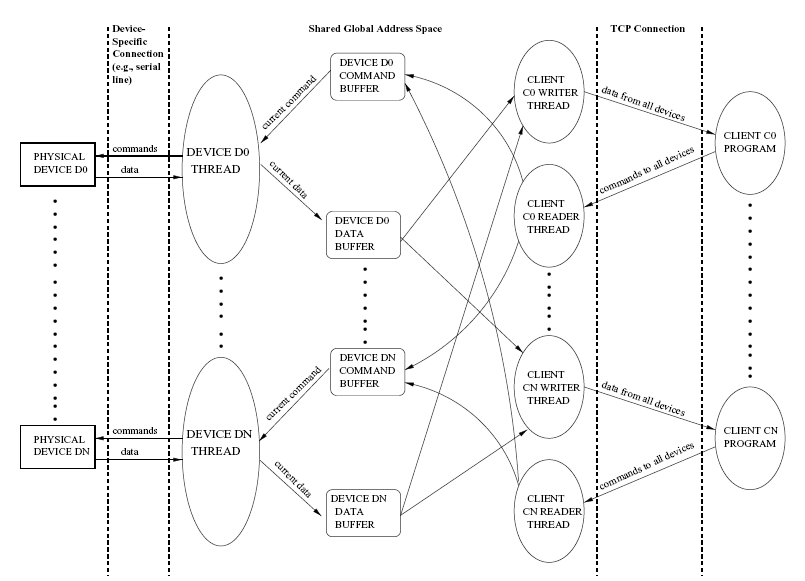 Device-
Specific
Connection
(e.g., serial
line)
Shared Global Address Space
TCP Connection
DEVICE D0
COMMAND
BUFFER
CLIENT
C0 WRITER
THREAD
current command
data from all devices
CLIENT C0
PROGRAM
PHYSICAL
DEVICE D0
commands
data
DEVICE D0
THREAD
current data
commands to all devices
CLIENT
C0 READER
THREAD
DEVICE D0
DATA
BUFFER
DEVICE DN
COMMAND
BUFFER
CLIENT
CN WRITER
THREAD
current command
data from all devices
CLIENT CN
PROGRAM
PHYSICAL
DEVICE DN
commands
data
DEVICE DN
THREAD
current data
commands to all devices
DEVICE DN
DATA
BUFFER
CLIENT
CN READER
THREAD